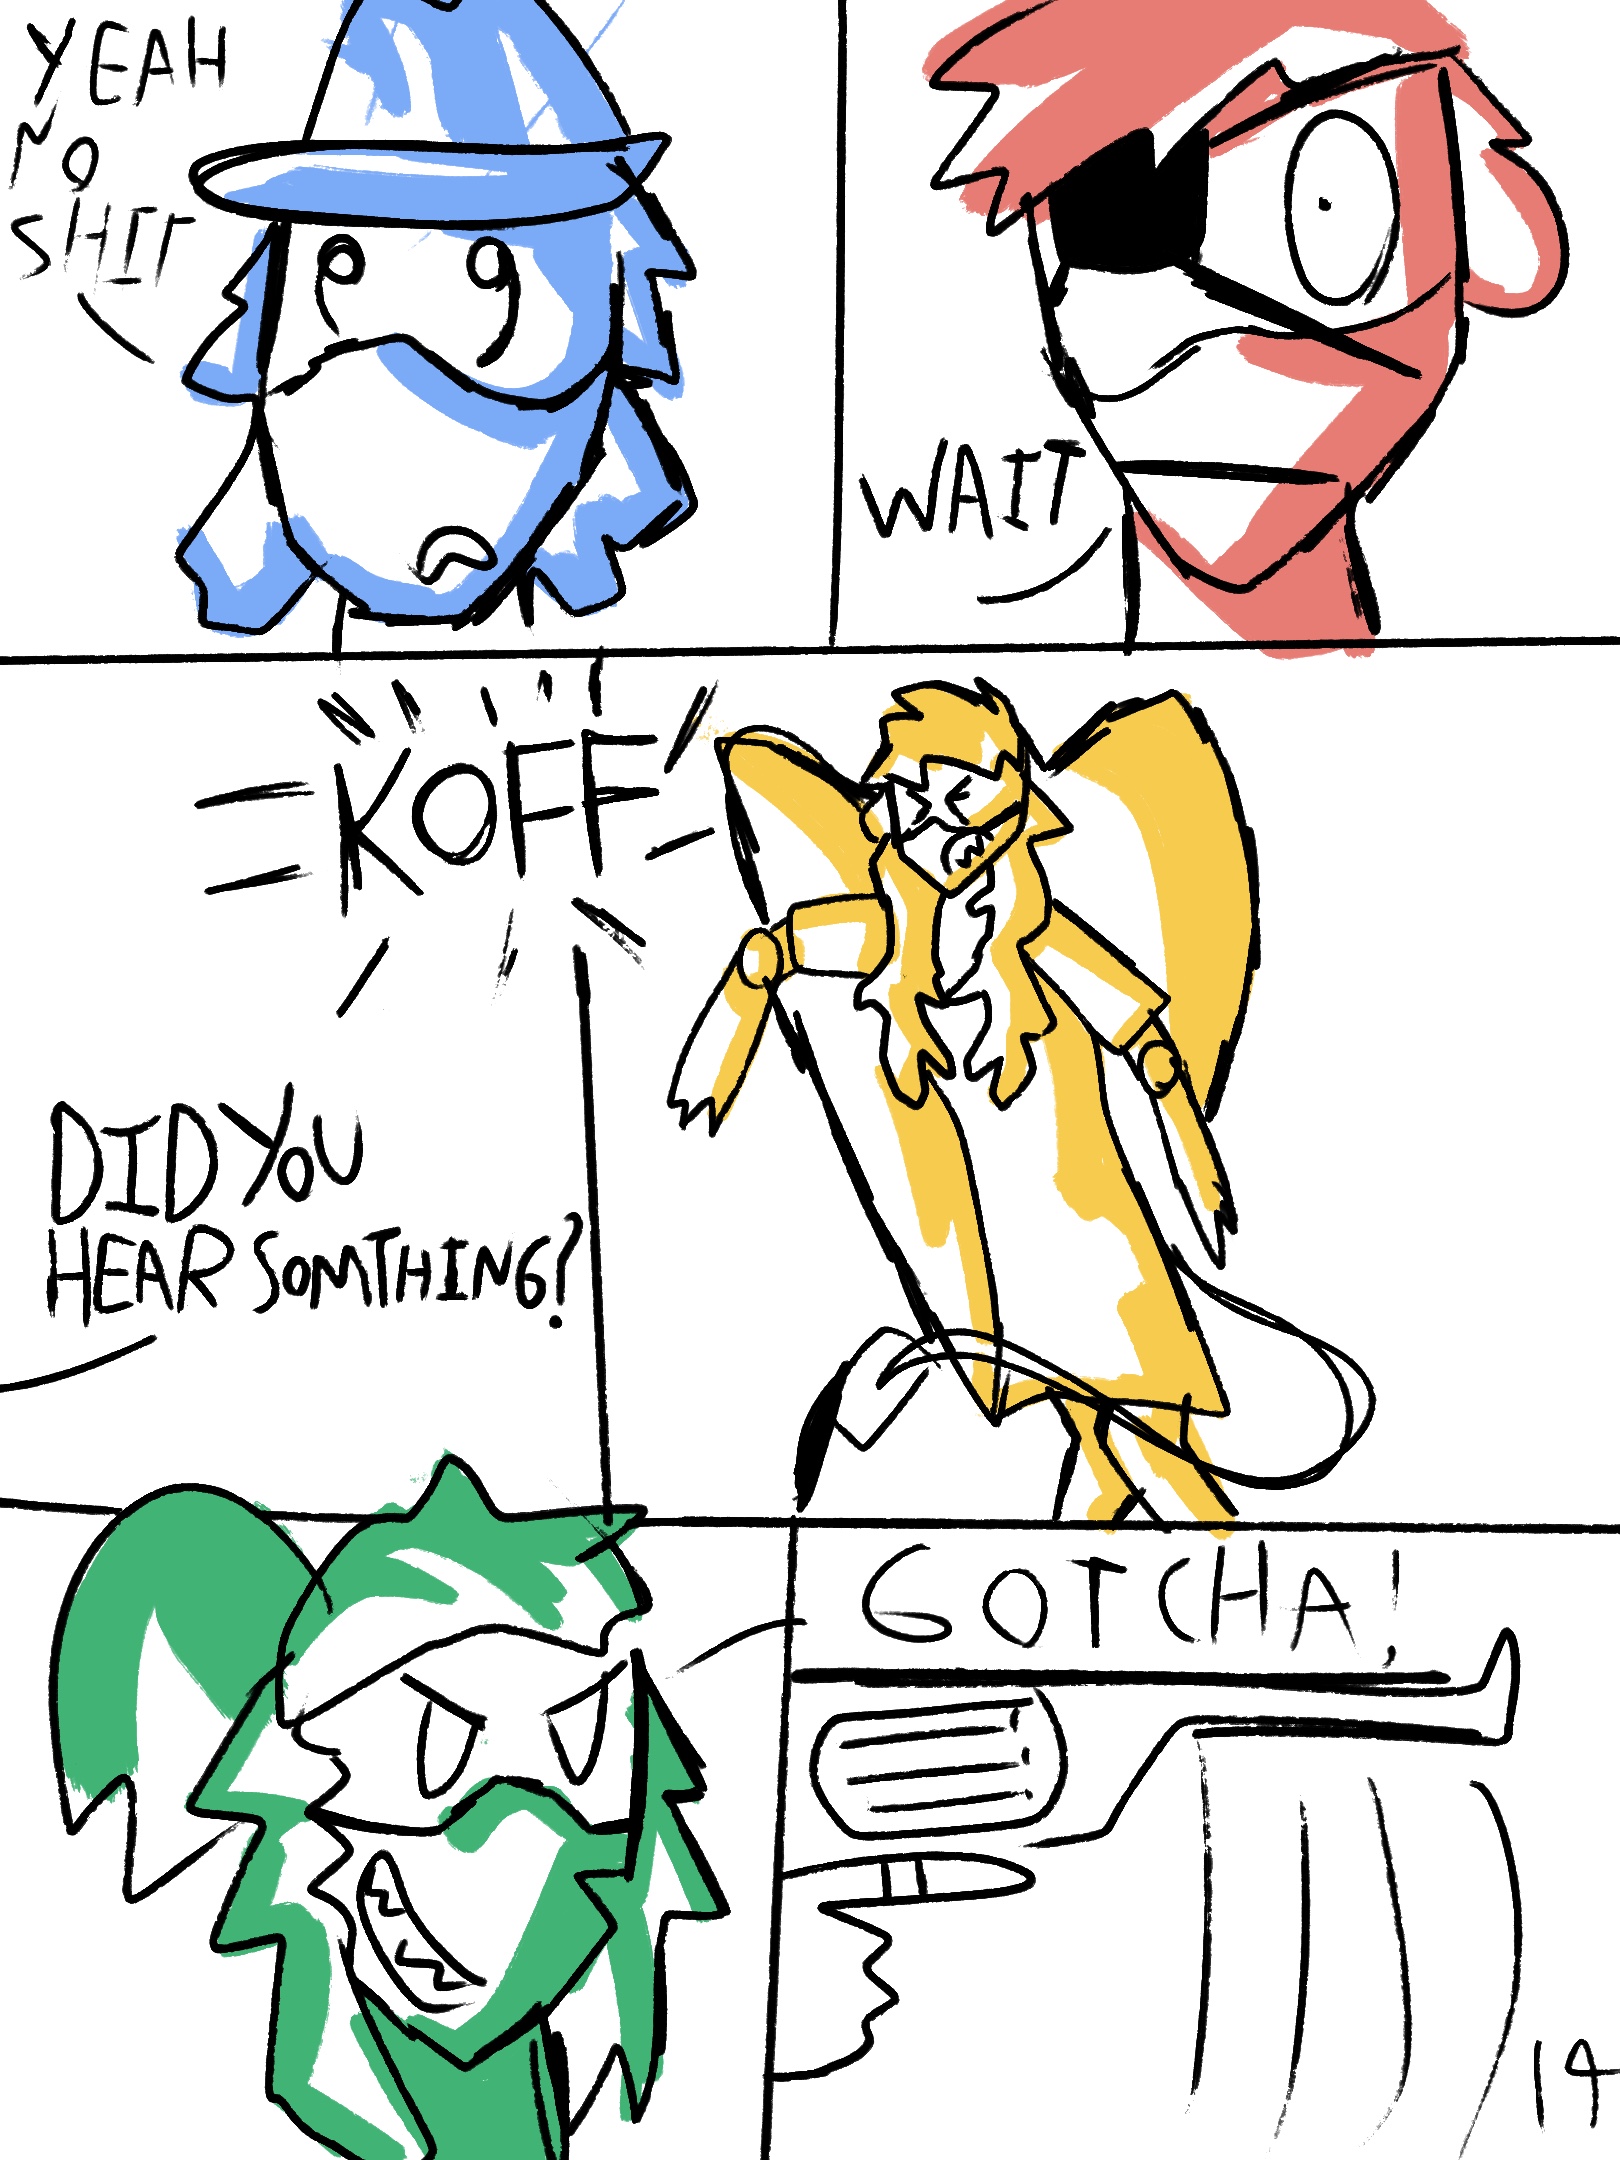 YEAH
NO
SHIT
WAIT
KOFF
DID YOU
HEAR SOMTHING?
GOTCHA!
14